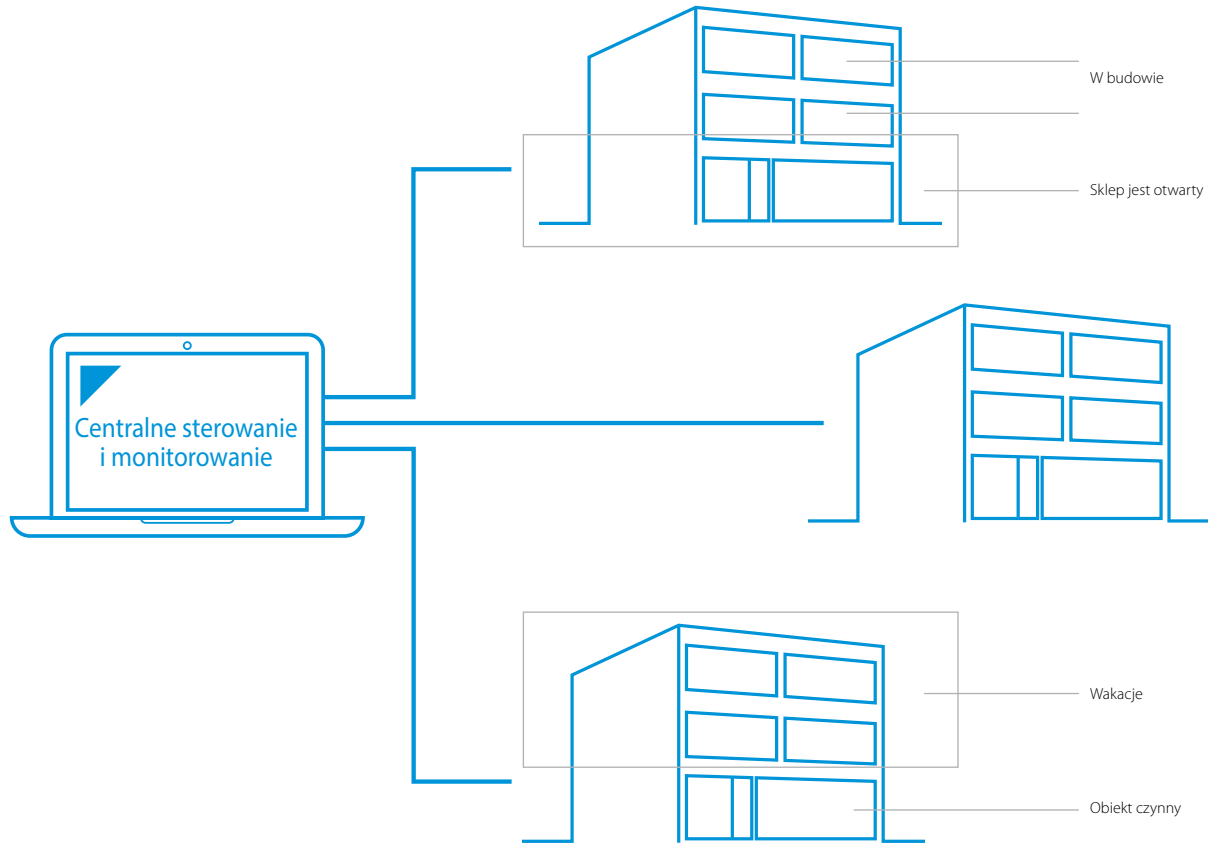 W budowie
Sklep jest otwarty
Centralne sterowanie
i monitorowanie
Wakacje
Obiekt czynny